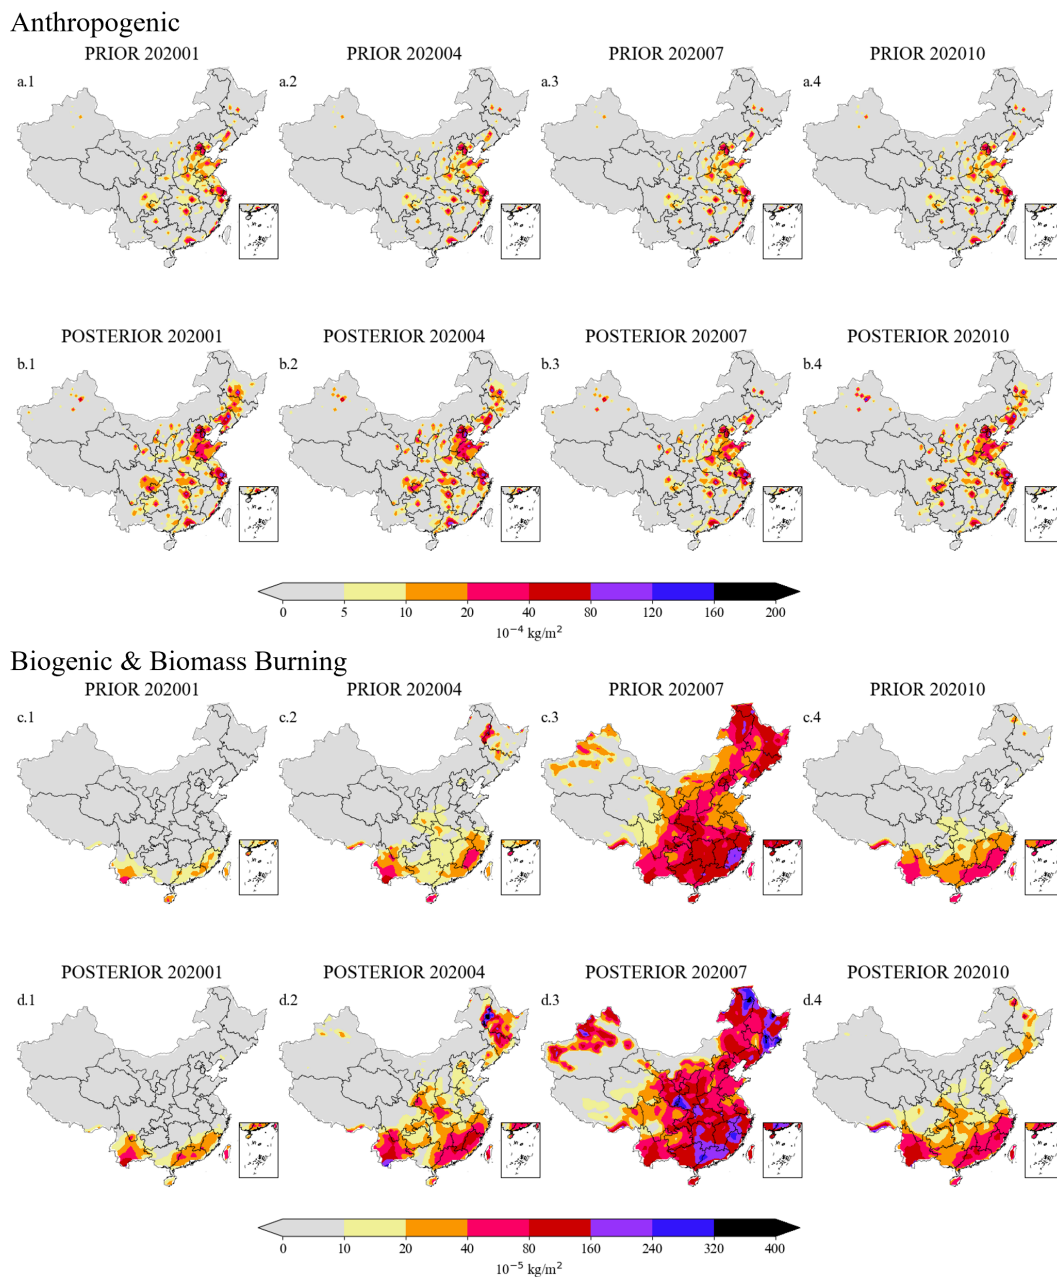 Anthropogenic
PRIOR 202001 PRIOR 202004 PRIOR 202007 PRIOR 202010
a.1 a.2 a.3 a.4
POSTERIOR 202001 POSTERIOR 202004 POSTERIOR 202007 POSTERIOR 202010
b.1 b.2 b.3 b.4
0 5 10 20 40 80 120 160 200
10⁻⁴ kg/m²
Biogenic & Biomass Burning
PRIOR 202001 PRIOR 202004 PRIOR 202007 PRIOR 202010
c.1 c.2 c.3 c.4
POSTERIOR 202001 POSTERIOR 202004 POSTERIOR 202007 POSTERIOR 202010
d.1 d.2 d.3 d.4
0 10 20 40 80 160 240 320 400
10⁻⁵ kg/m²